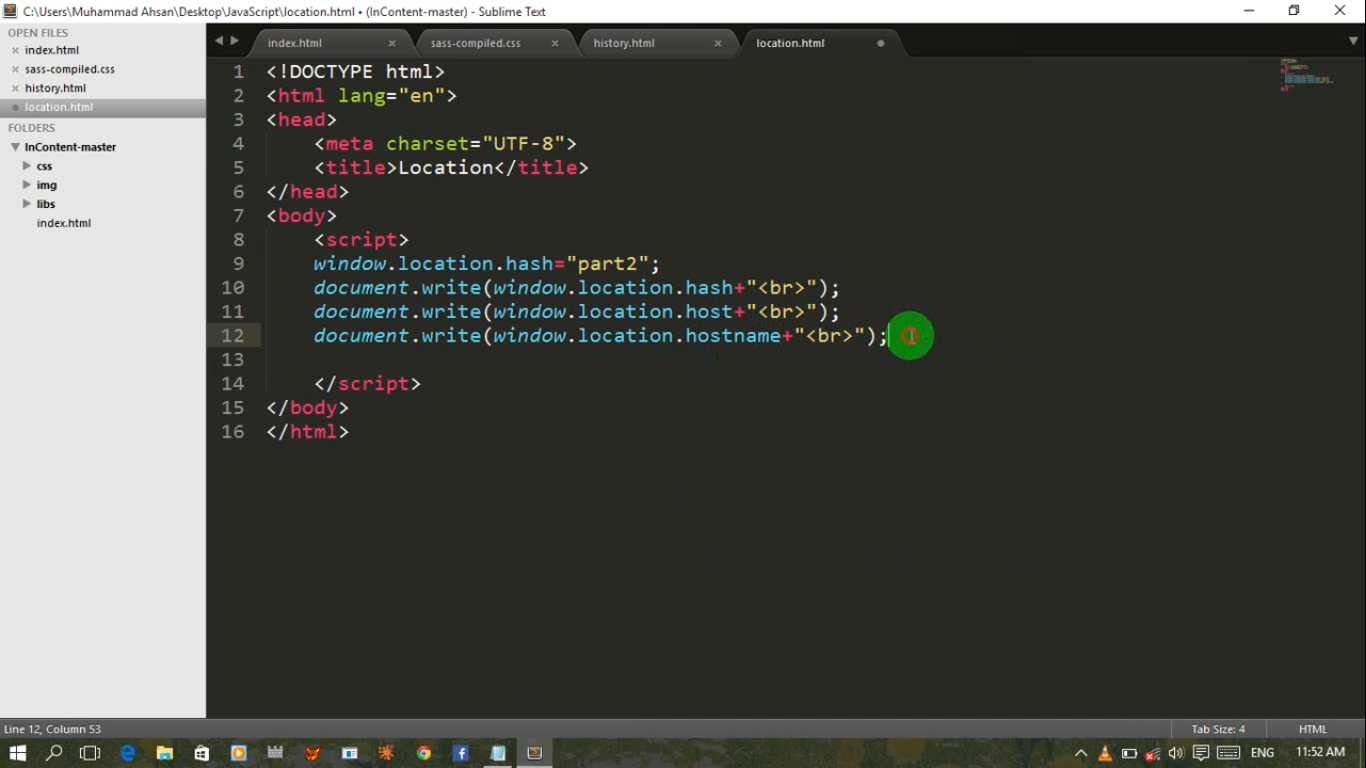 C:\Users\Muhammad Ahsan\Desktop\JavaScript\location.html • (InContent-master) - Sublime Text
OPEN FILES
index.html
sass-compiled.css
history.html
location.html
FOLDERS
InContent-master
css
img
libs
index.html
index.html
sass-compiled.css
history.html
location.html
1 <!DOCTYPE html>
2 <html lang="en">
3 <head>
4 <meta charset="UTF-8">
5 <title>Location</title>
6 </head>
7 <body>
8 <script>
9 window.location.hash="part2";
10 document.write(window.location.hash+"<br>");
11 document.write(window.location.host+"<br>");
12 document.write(window.location.hostname+"<br>");
13
14 </script>
15 </body>
16 </html>
Line 12, Column 53
Tab Size: 4
HTML
ENG
11:52 AM